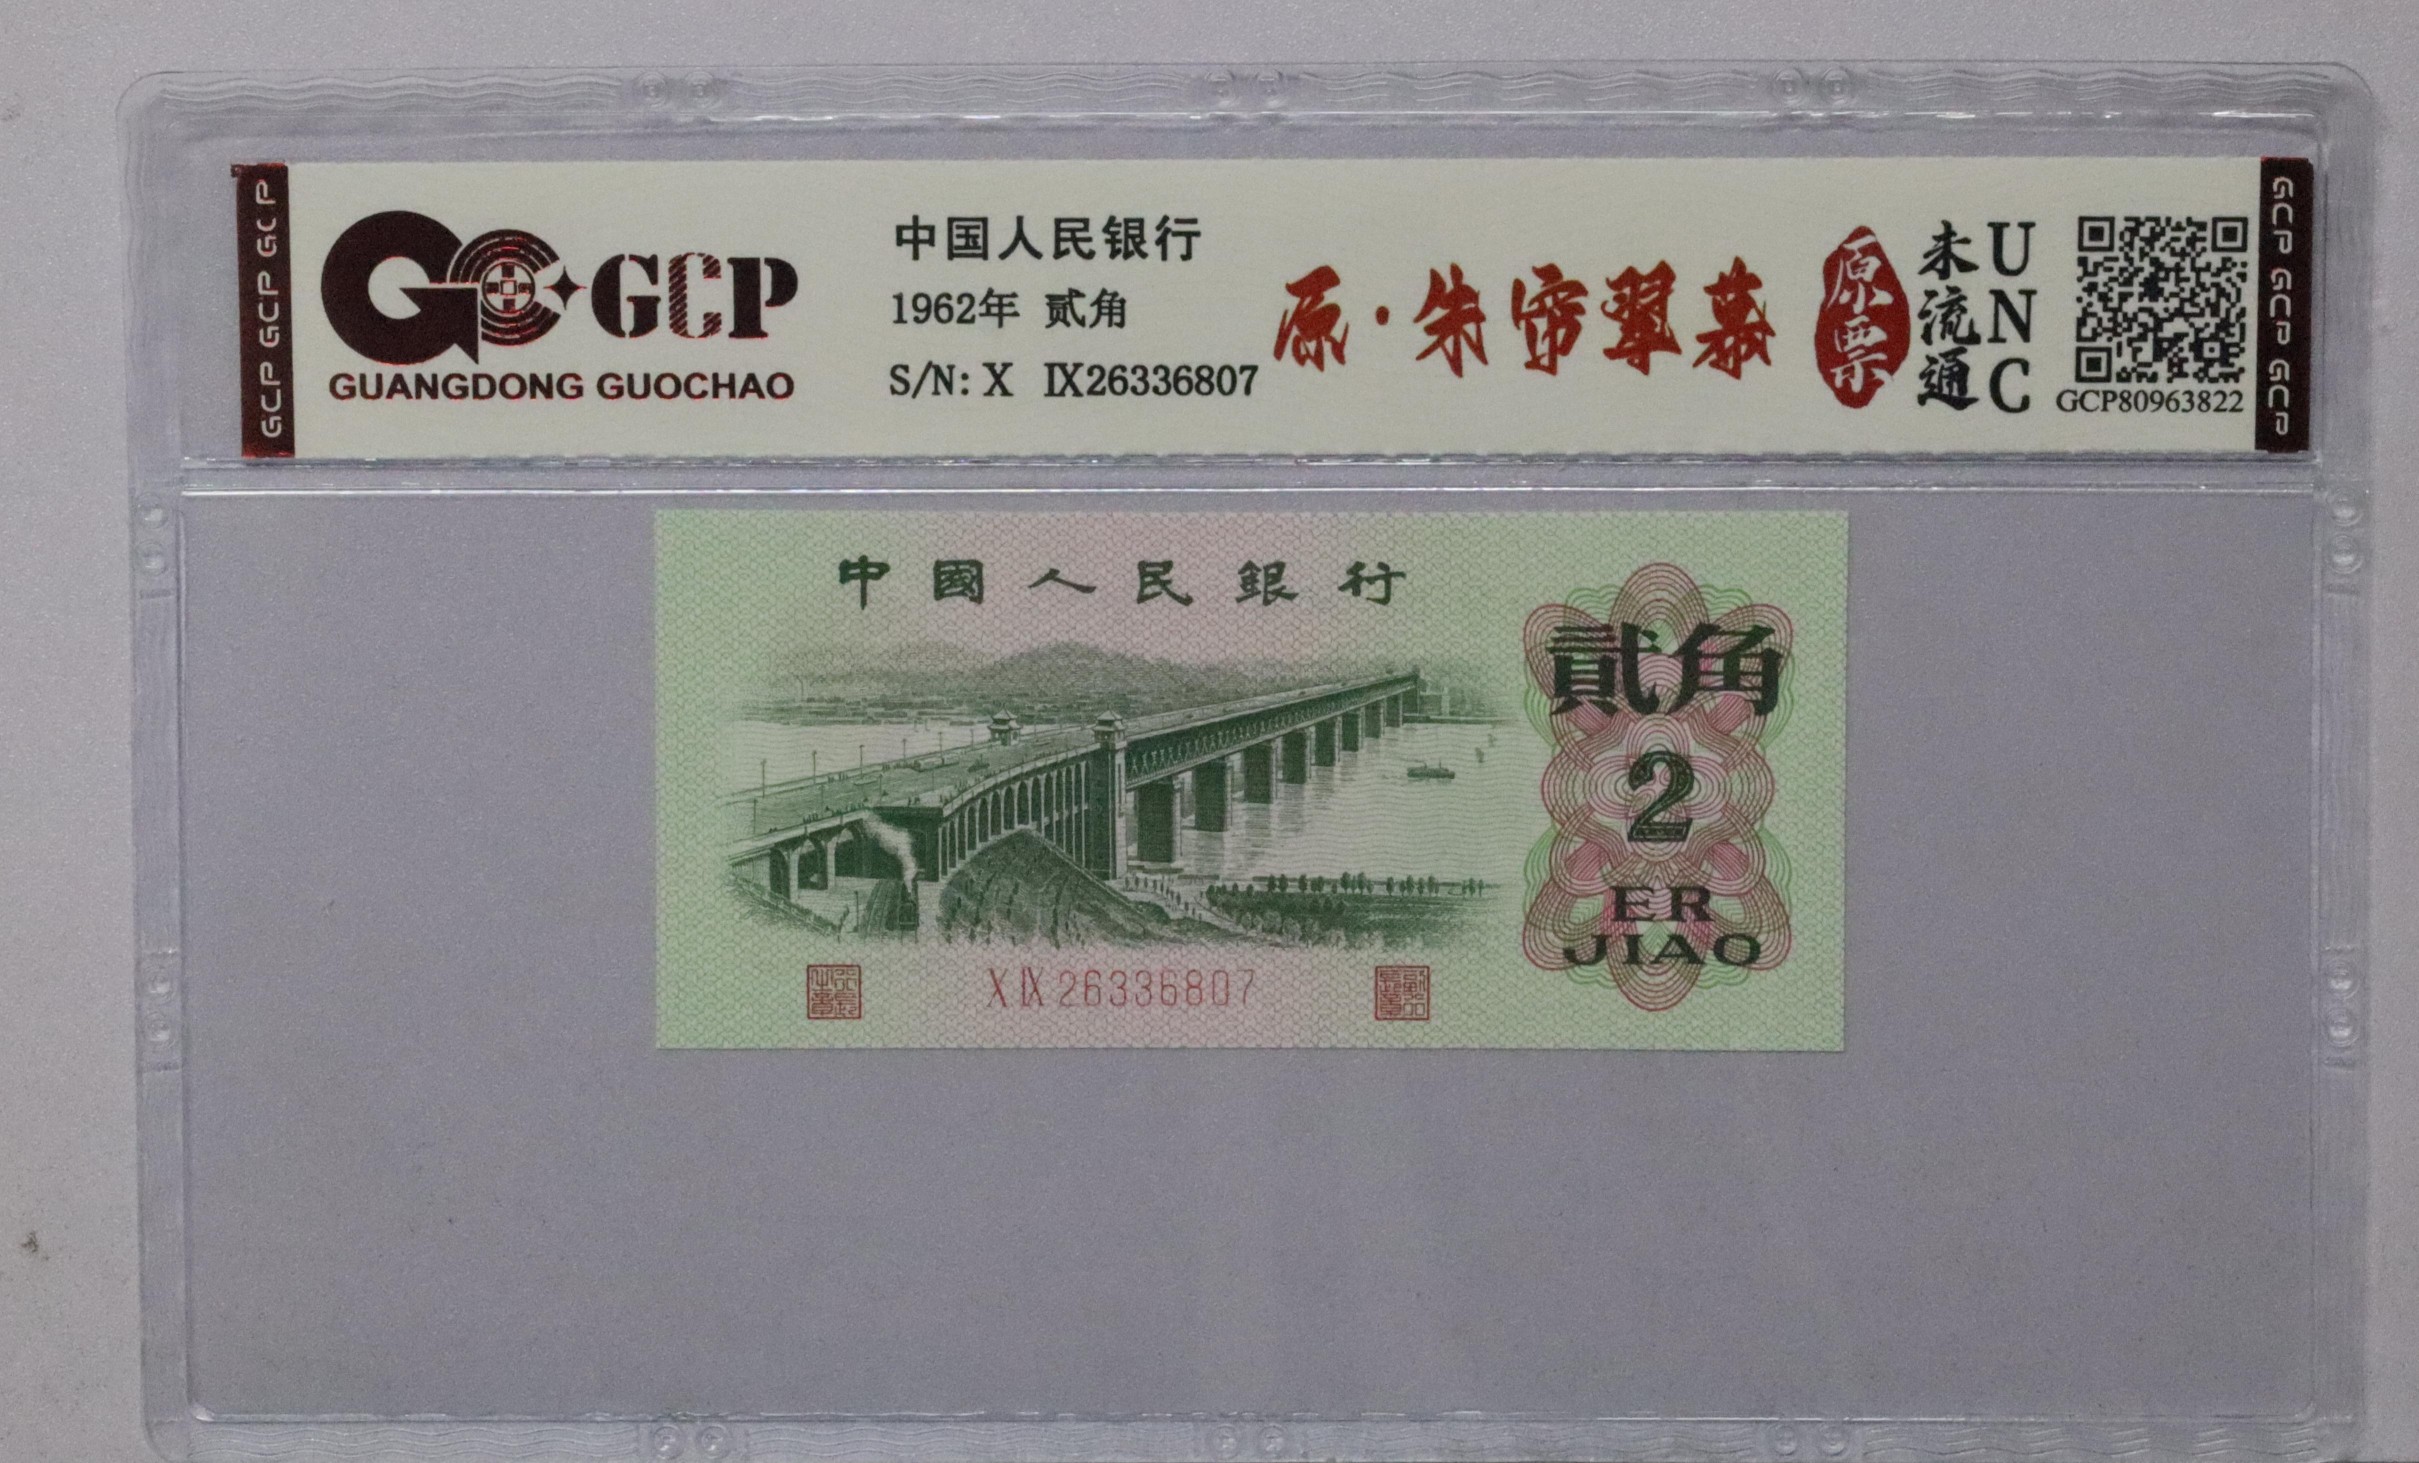 GCP GCP GCP
GCP
GUANGDONG GUOCHAO
中国人民银行
1962年 贰角
S/N: X Ⅸ26336807
原·朱帘翠幕
原票
未流通
UNC
GCP80963822
GCP GCP GCP
中國人民銀行
貳角
2
ER
JIAO
X Ⅸ 26336807